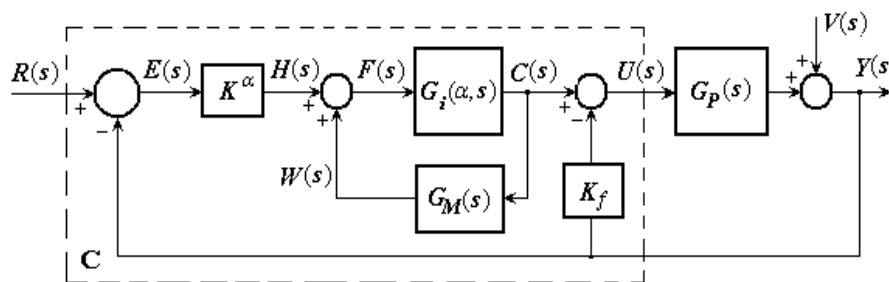 V(s)
R(s) E(s) K^α H(s) F(s) G_i(α,s) C(s) U(s) G_P(s) Y(s
+ − + + + − + +
W(s) G_M(s) K_f
C